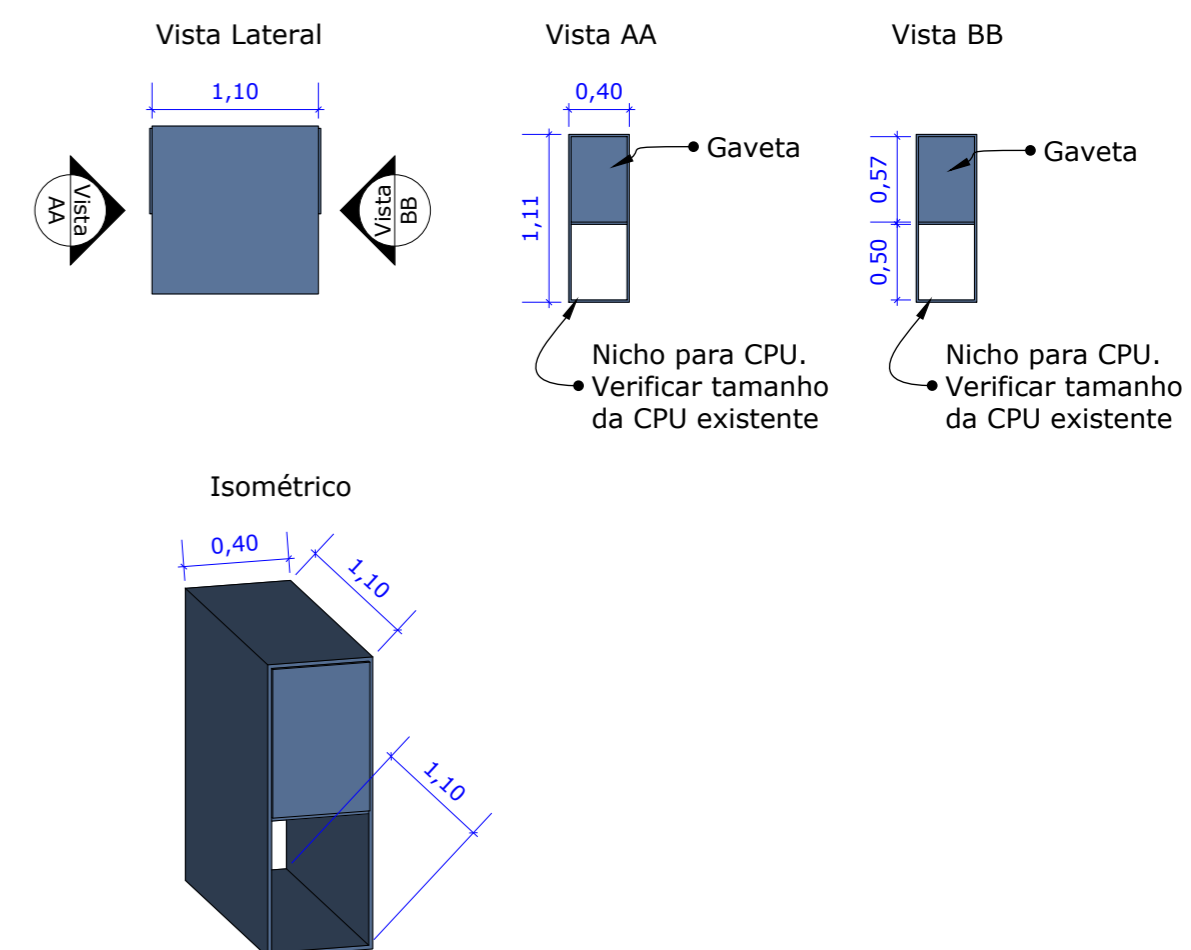 Vista Lateral
Vista AA
Vista BB
1,10
0,40
Vista
AA
Vista
BB
1,11
Gaveta
0,57
0,50
Gaveta
Nicho para CPU.
Verificar tamanho
da CPU existente
Nicho para CPU.
Verificar tamanho
da CPU existente
Isométrico
0,40
1,10
1,10